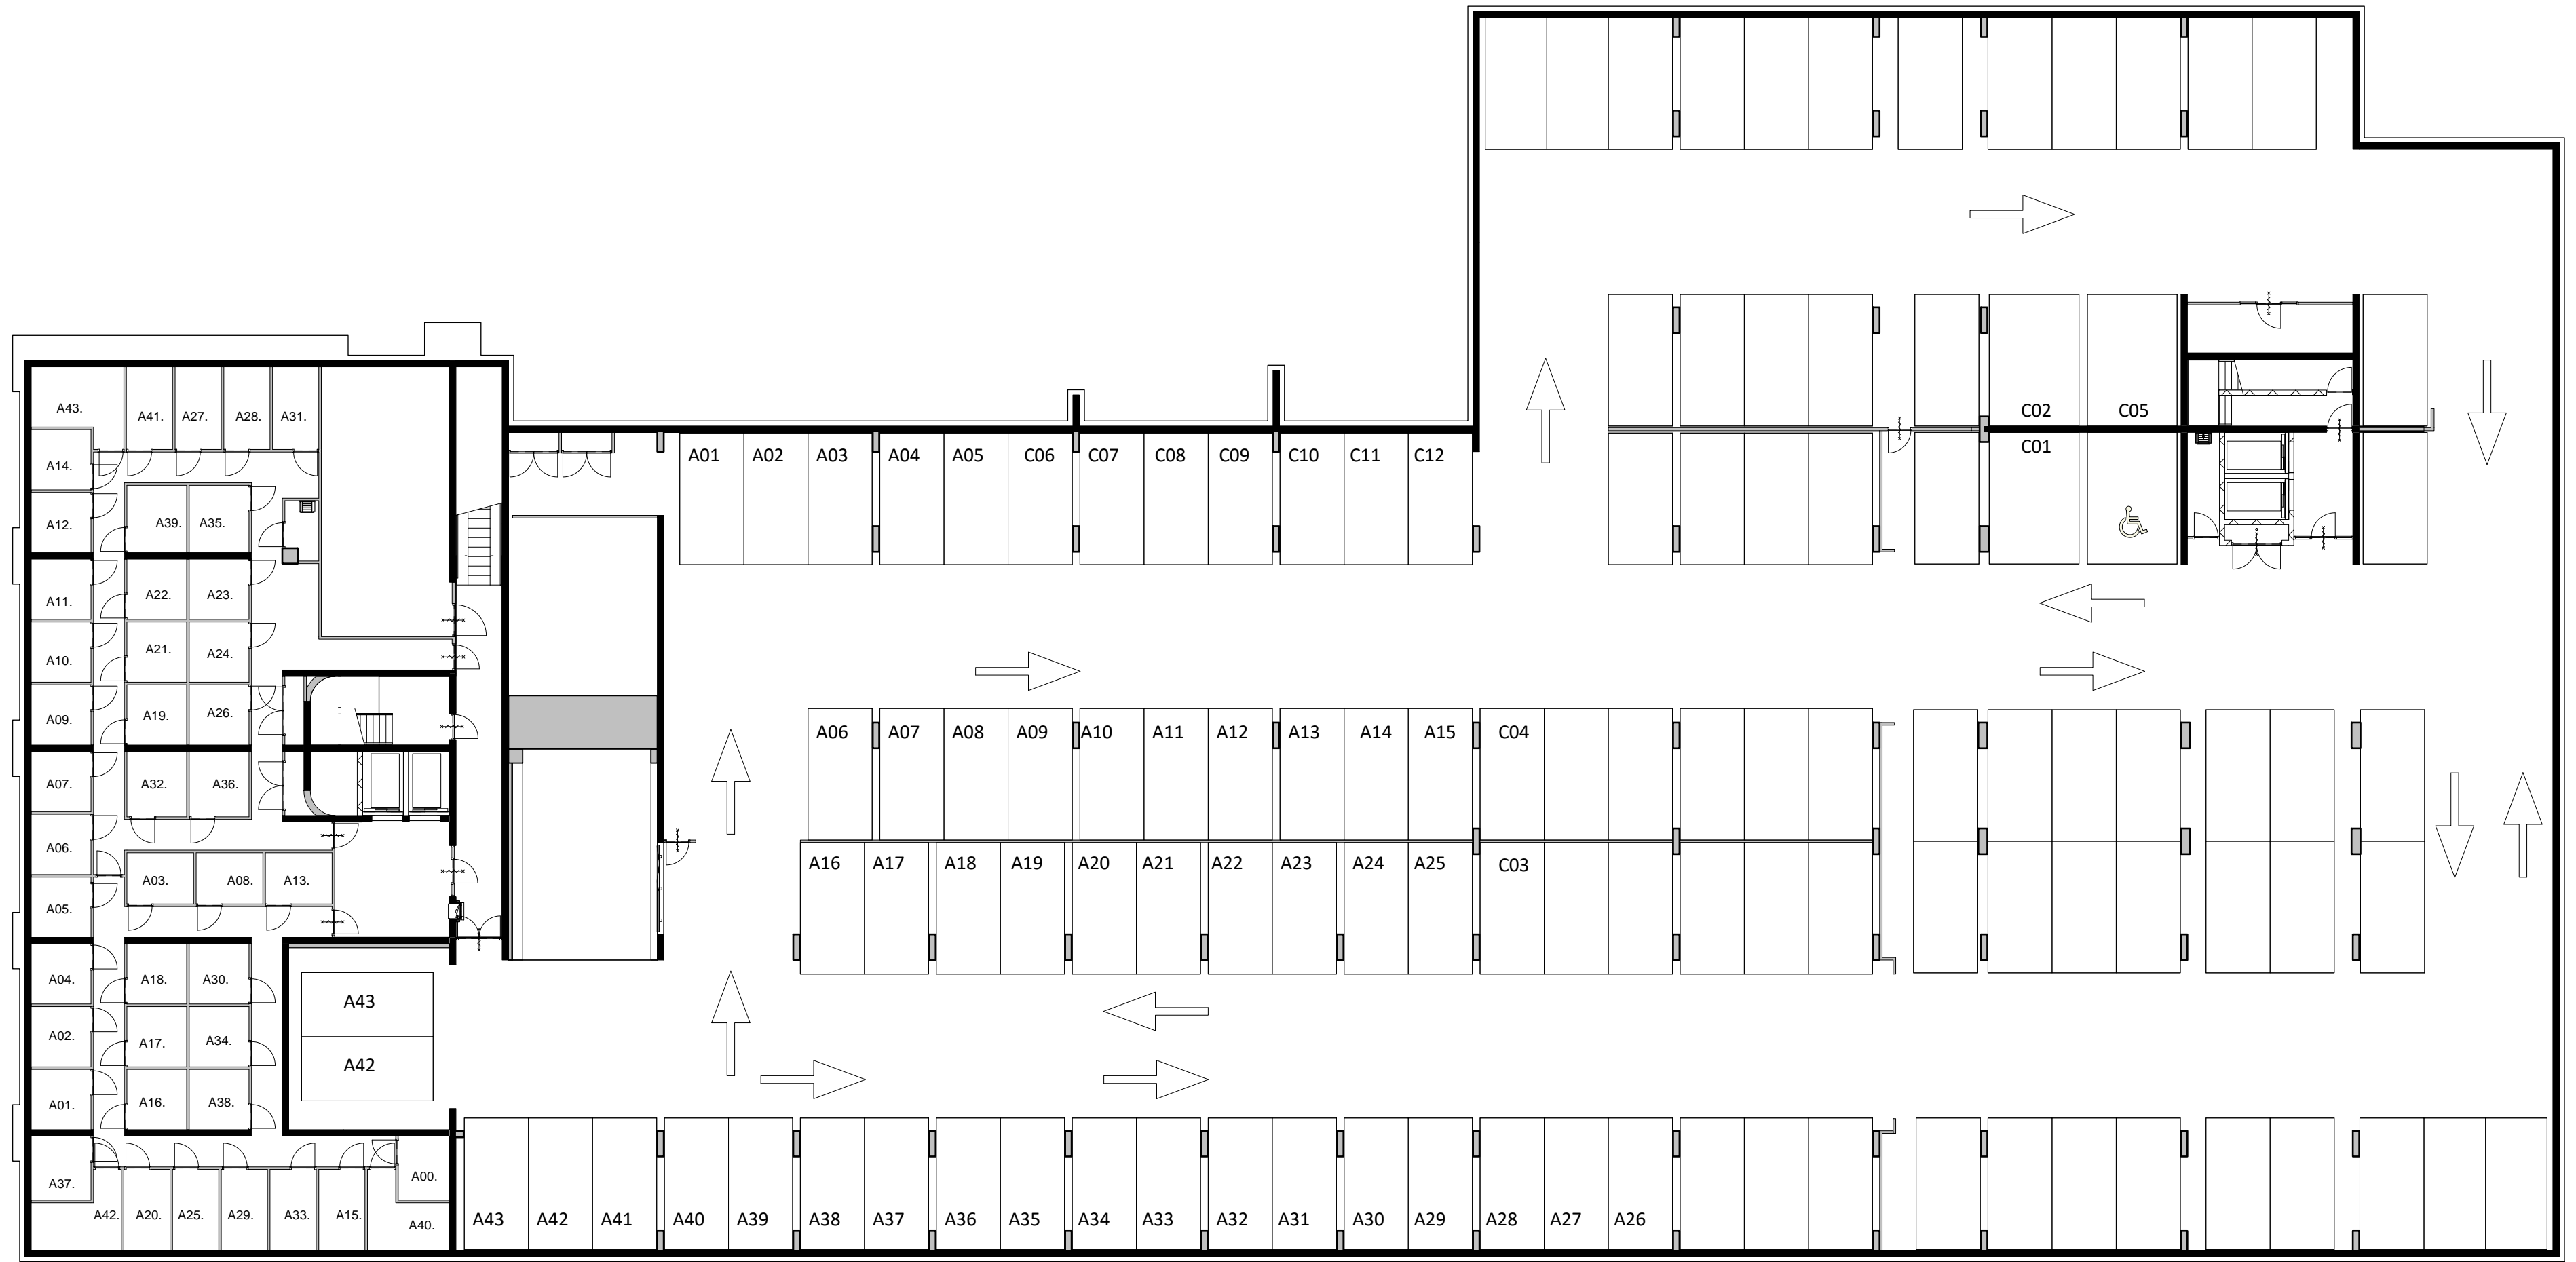 C02 C05
A43. A41. A27. A28. A31.
C01
A01 A02 A03 A04 A05 C06 C07 C08 C09 C10 C11 C12
A14.
A12. A39. A35.
A11. A22. A23.
A10. A21. A24.
A09. A19. A26.
A06 A07 A08 A09 A10 A11 A12 A13 A14 A15 C04
A07. A32. A36.
A06.
A16 A17 A18 A19 A20 A21 A22 A23 A24 A25 C03
A03. A08. A13.
A05.
A04. A18. A30.
A43
A02. A17. A34.
A42
A01. A16. A38.
A37. A00.
A42. A20. A25. A29. A33. A15. A40.
A43 A42 A41 A40 A39 A38 A37 A36 A35 A34 A33 A32 A31 A30 A29 A28 A27 A26